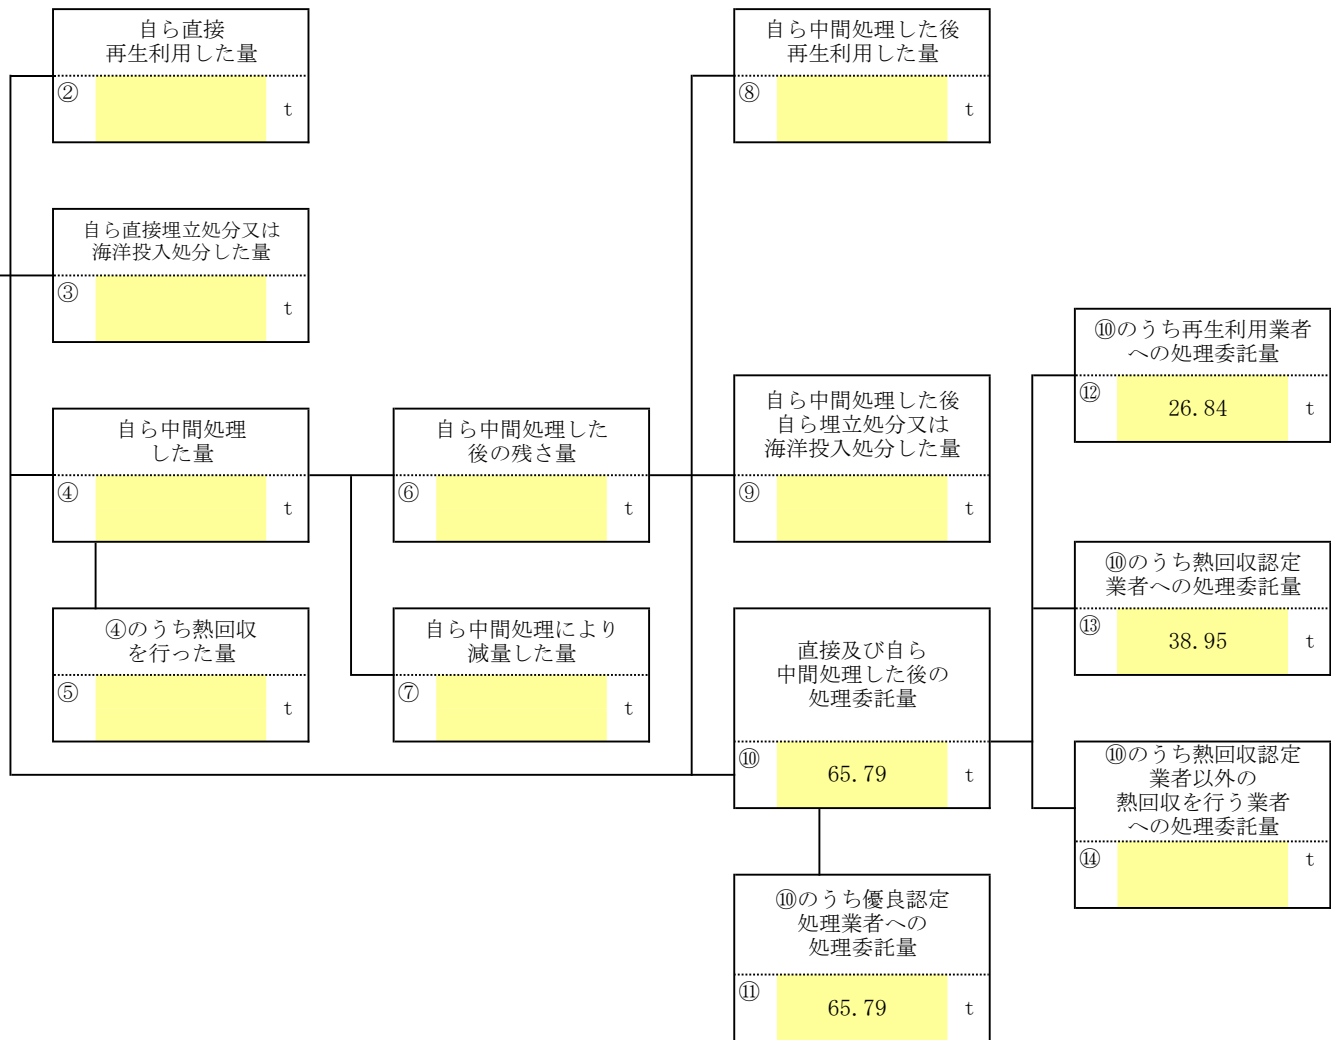 自ら直接
再生利用した量
②
t
自ら中間処理した後
再生利用した量
⑧
t
自ら直接埋立処分又は
海洋投入処分した量
③
t
⑩のうち再生利用業者
への処理委託量
⑫
26.84
t
自ら中間処理
した量
④
t
自ら中間処理した
後の残さ量
⑥
t
自ら中間処理した後
自ら埋立処分又は
海洋投入処分した量
⑨
t
⑩のうち熱回収認定
業者への処理委託量
⑬
38.95
t
④のうち熱回収
を行った量
⑤
t
自ら中間処理により
減量した量
⑦
t
直接及び自ら
中間処理した後の
処理委託量
⑩
65.79
t
⑩のうち熱回収認定
業者以外の
熱回収を行う業者
への処理委託量
⑭
t
⑩のうち優良認定
処理業者への
処理委託量
⑪
65.79
t